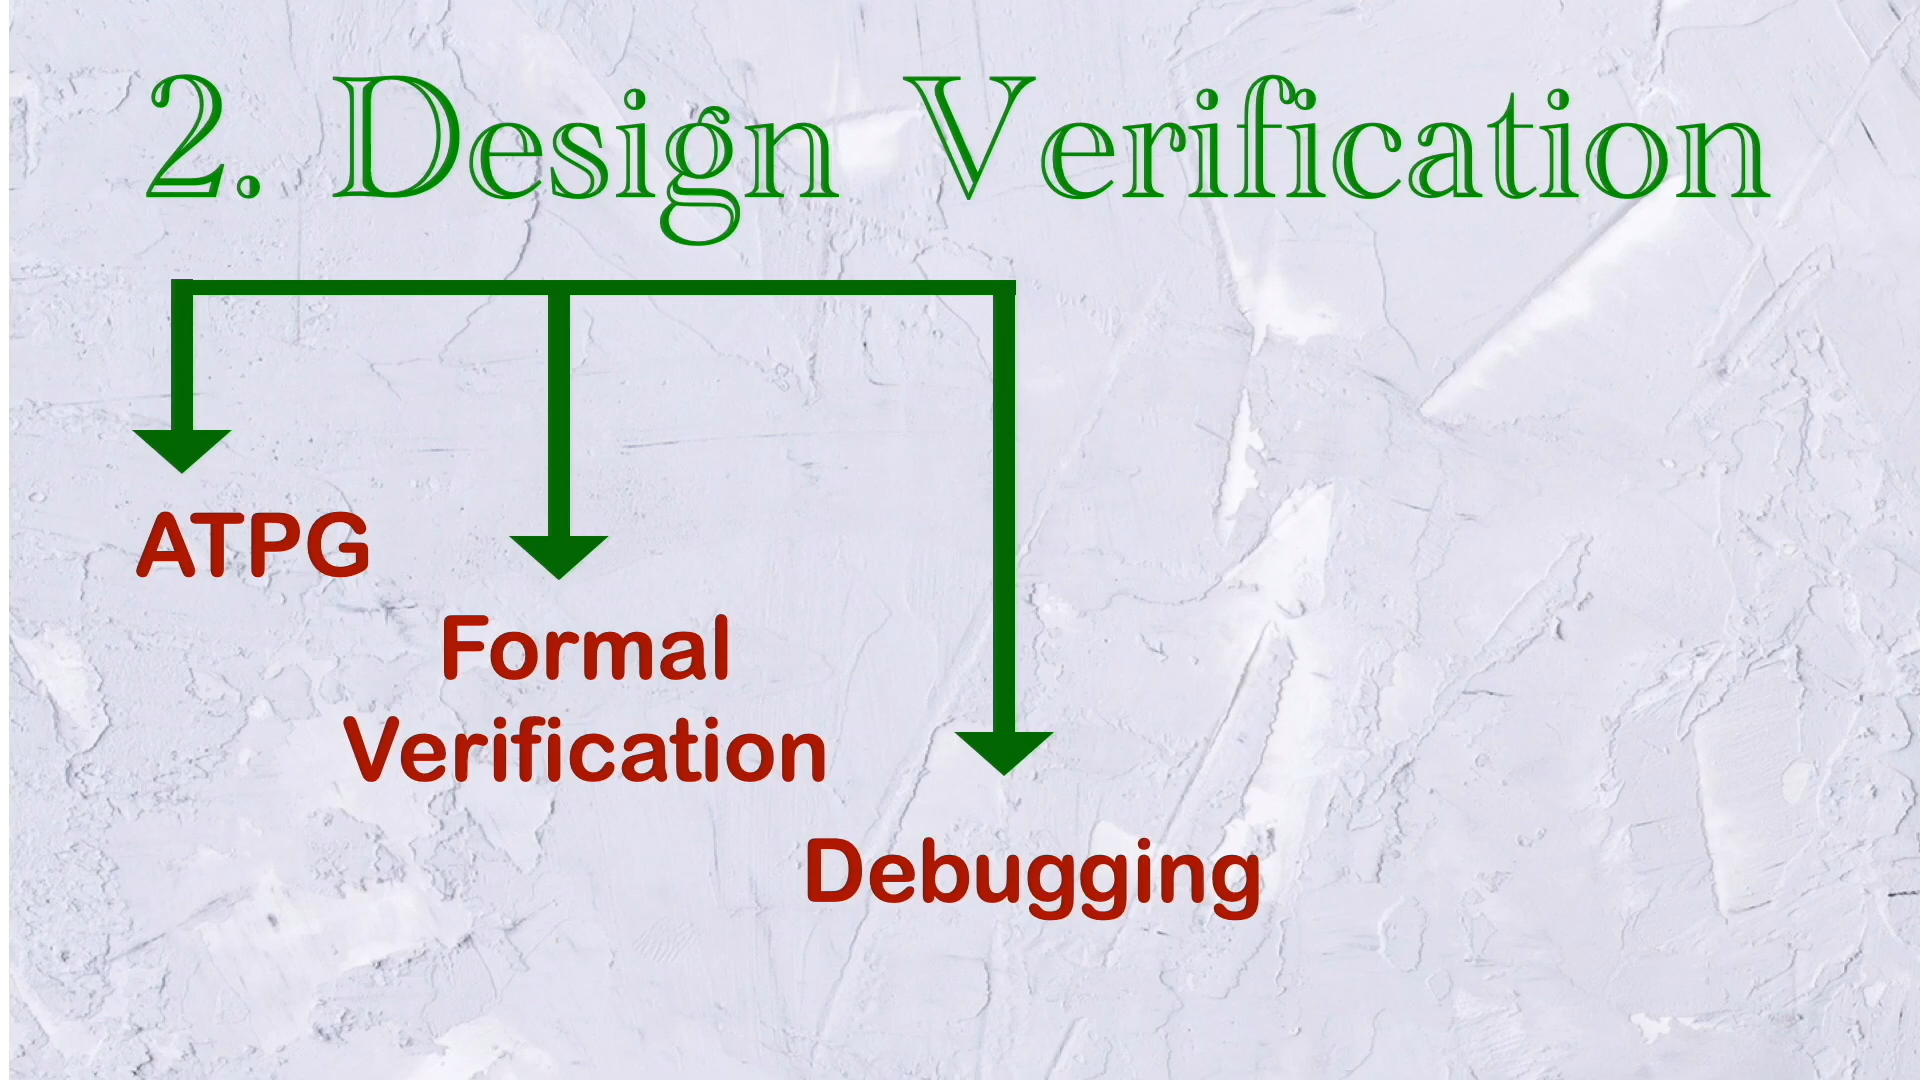 2. Design Verification
ATPG
Formal
Verification
Debugging